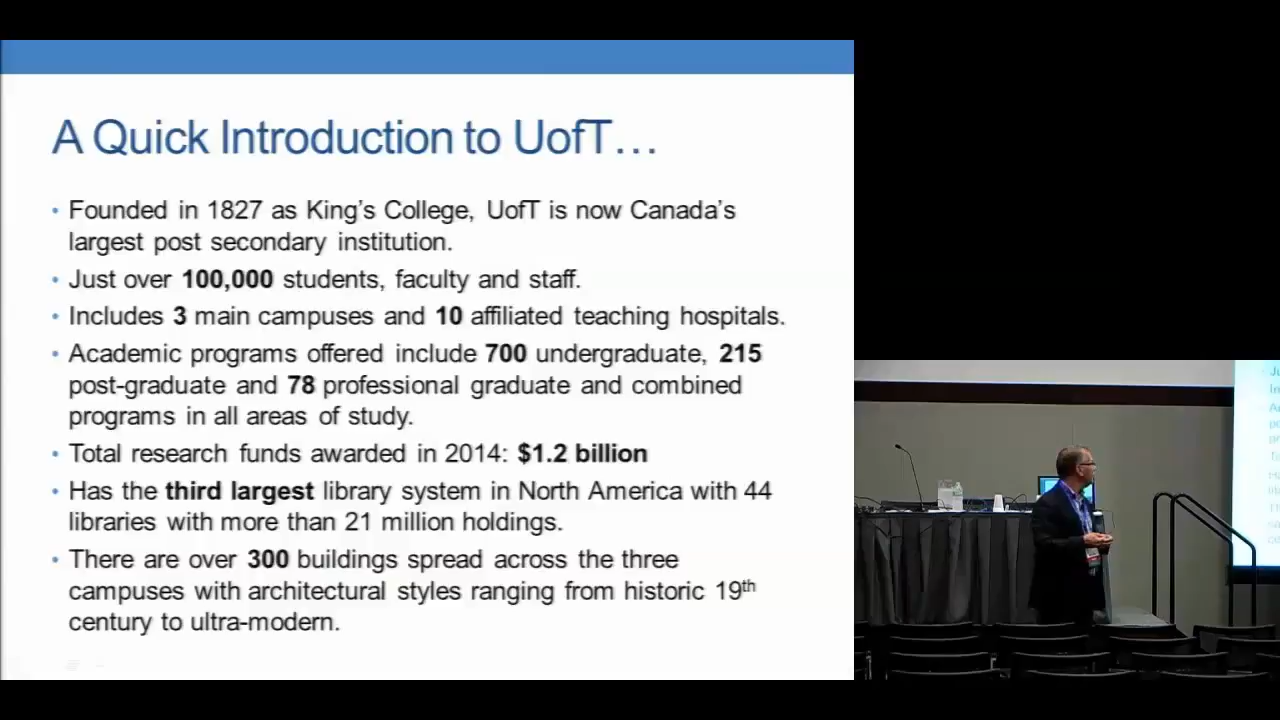 A Quick Introduction to UofT…
• Founded in 1827 as King's College, UofT is now Canada's
largest post secondary institution.
• Just over 100,000 students, faculty and staff.
• Includes 3 main campuses and 10 affiliated teaching hospitals.
• Academic programs offered include 700 undergraduate, 215
post-graduate and 78 professional graduate and combined
programs in all areas of study.
• Total research funds awarded in 2014: $1.2 billion
• Has the third largest library system in North America with 44
libraries with more than 21 million holdings.
• There are over 300 buildings spread across the three
campuses with architectural styles ranging from historic 19th
century to ultra-modern.